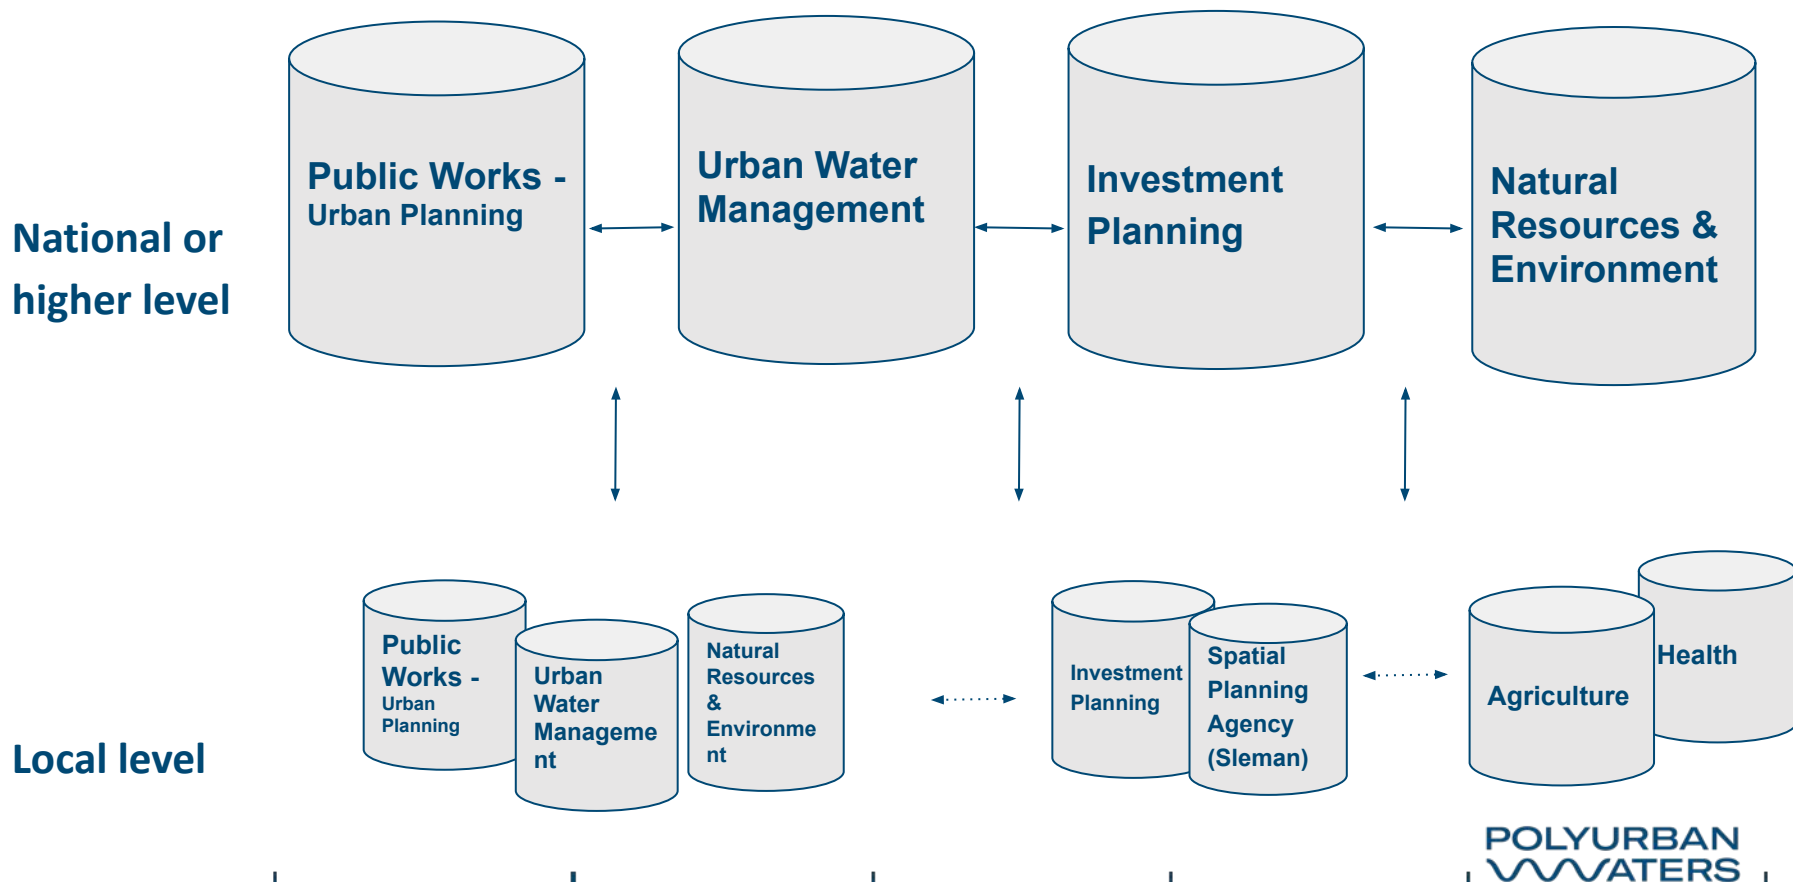 Public Works -
Urban Planning
Urban Water
Management
Investment
Planning
Natural
Resources &
Environment
National or
higher level
Public
Works -
Urban
Planning
Urban
Water
Manageme
nt
Natural
Resources
&
Environme
nt
Investment
Planning
Spatial
Planning
Agency
(Sleman)
Agriculture
Health
Local level
POLYURBAN
WATERS